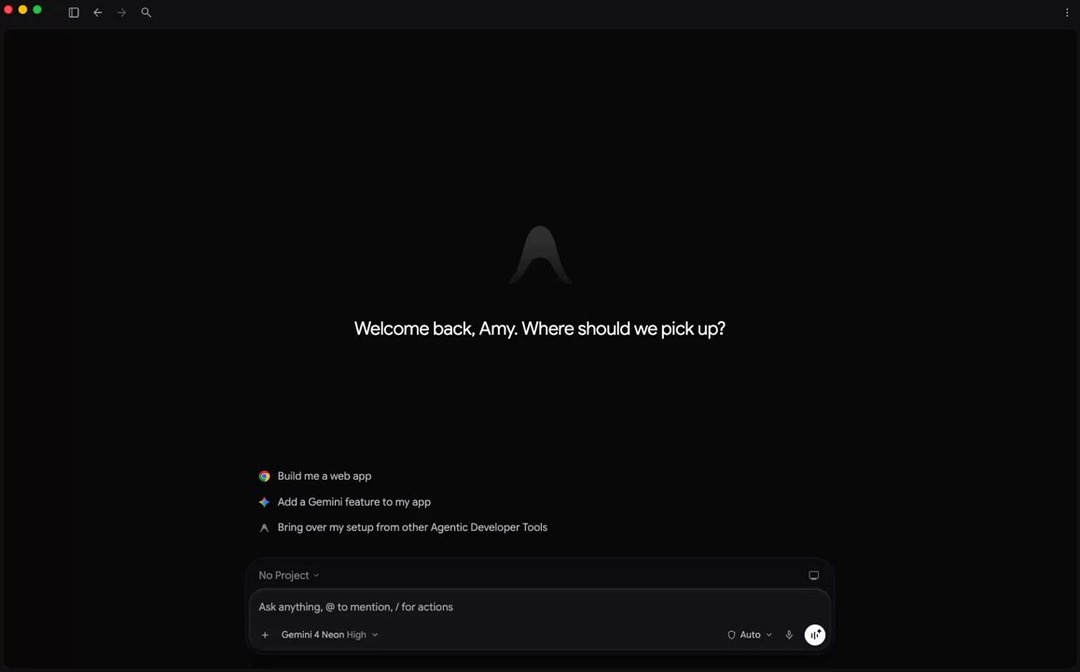 Welcome back, Amy. Where should we pick up?
Build me a web app
Add a Gemini feature to my app
Bring over my setup from other Agentic Developer Tools
No Project
Ask anything, @ to mention, / for actions
Gemini 4 Neon High
Auto